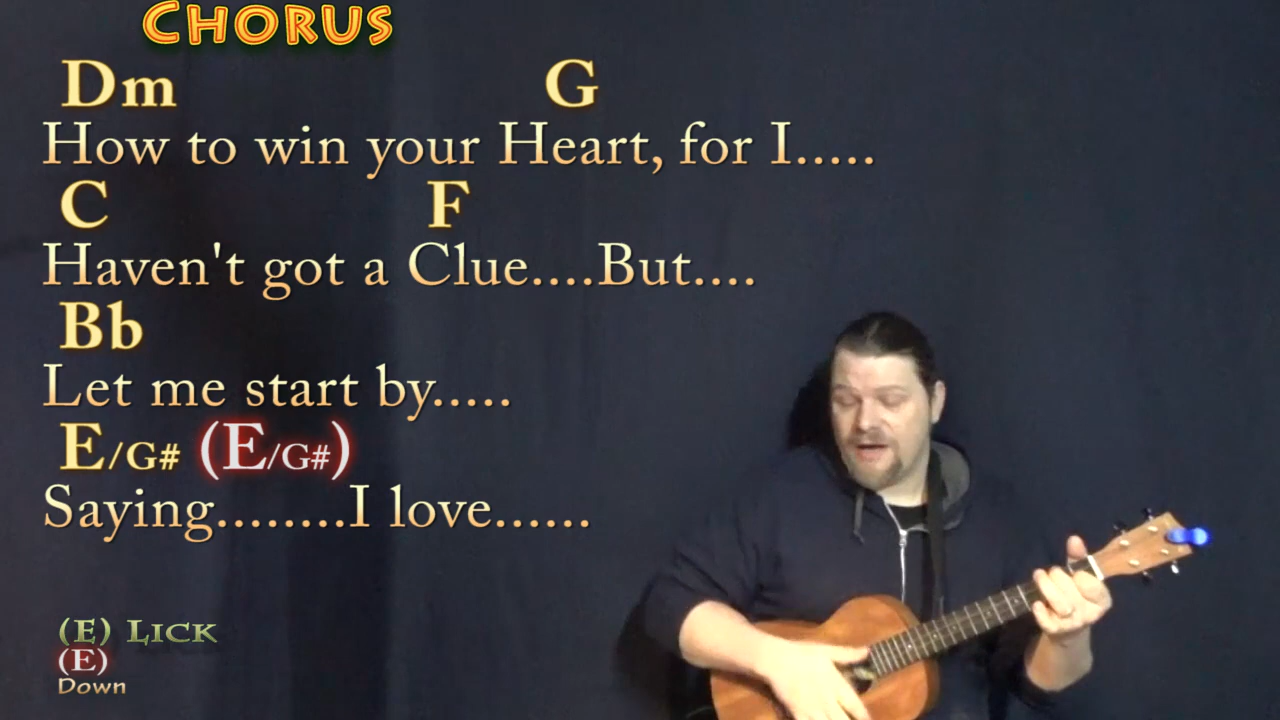 CHORUS
Dm G
How to win your Heart, for I.....
C F
Haven't got a Clue....But....
Bb
Let me start by.....
E/G# (E/G#)
Saying........I love......
(E) LICK
(E)
Down